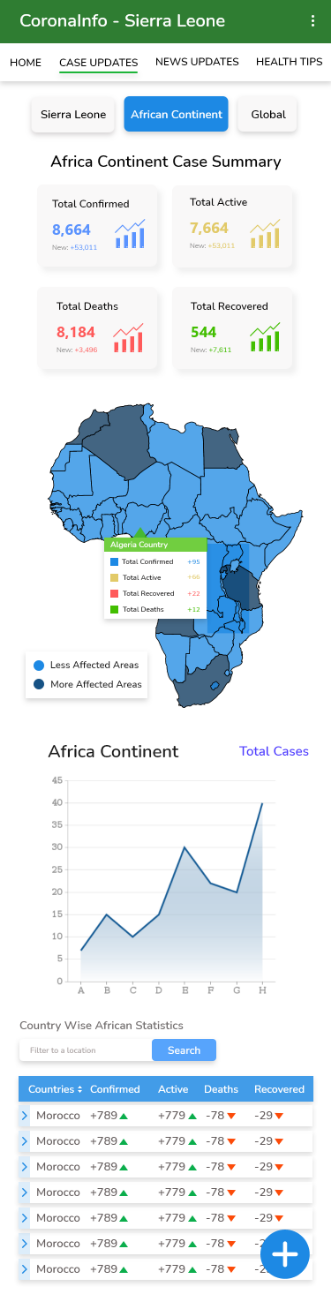 CoronaInfo - Sierra Leone
HOME CASE UPDATES NEWS UPDATES HEALTH TIPS
Sierra Leone African Continent Global
Africa Continent Case Summary
Total Confirmed
8,664
New: +53,011
Total Active
7,664
New: +53,011
Total Deaths
8,184
New: +3,496
Total Recovered
544
New: +7,611
Algeria Country
Total Confirmed +95
Total Active +66
Total Recovered +22
Total Deaths +12
Less Affected Areas
More Affected Areas
Africa Continent Total Cases
45
40
35
30
25
20
15
10
5
0
A B C D E F G H
Country Wise African Statistics
Filter to a location Search
Countries Confirmed Active Deaths Recovered
Morocco +789 +779 -78 -29
Morocco +789 +779 -78 -29
Morocco +789 +779 -78 -29
Morocco +789 +779 -78 -29
Morocco +789 +779 -78 -29
Morocco +789 +779 -78
Morocco +789 +779 -78